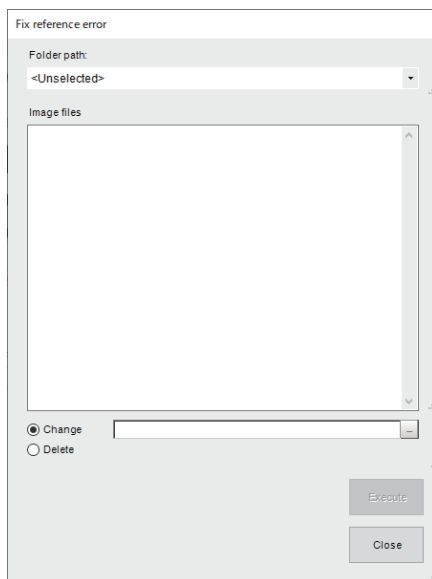 Fix reference error
Folder path:
<Unselected>
Image files
Change
...
Delete
Execute
Close